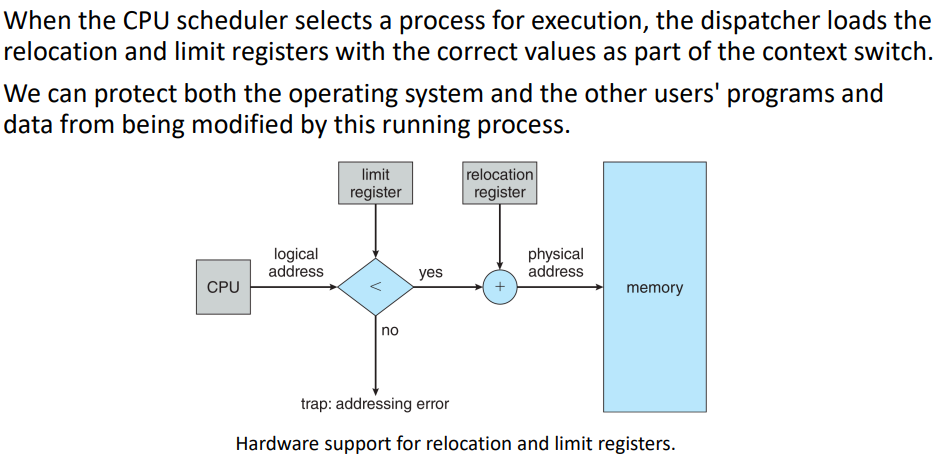 When the CPU scheduler selects a process for execution, the dispatcher loads the
relocation and limit registers with the correct values as part of the context switch.
We can protect both the operating system and the other users' programs and
data from being modified by this running process.
limit
register
relocation
register
logical
address
physical
address
yes
CPU
<
+
memory
no
trap: addressing error
Hardware support for relocation and limit registers.